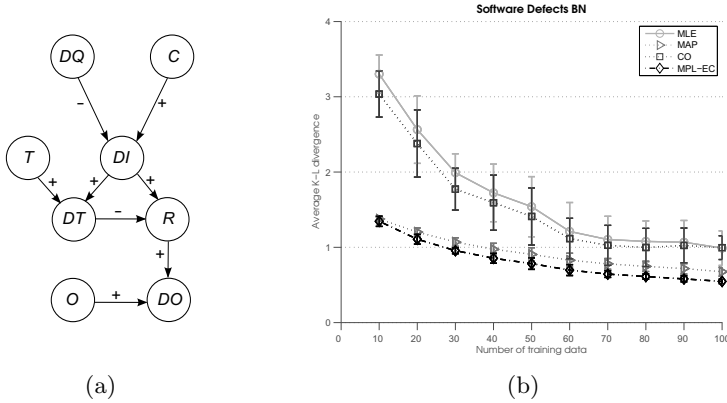 DQ
C
–
+
T
DI
+
+
+
DT
–
R
+
O
+
DO
(a)
Software Defects BN
MLE
MAP
CO
MPL–EC
Average K–L divergence
4
3
2
1
0
0 10 20 30 40 50 60 70 80 90 100
Number of training data
(b)